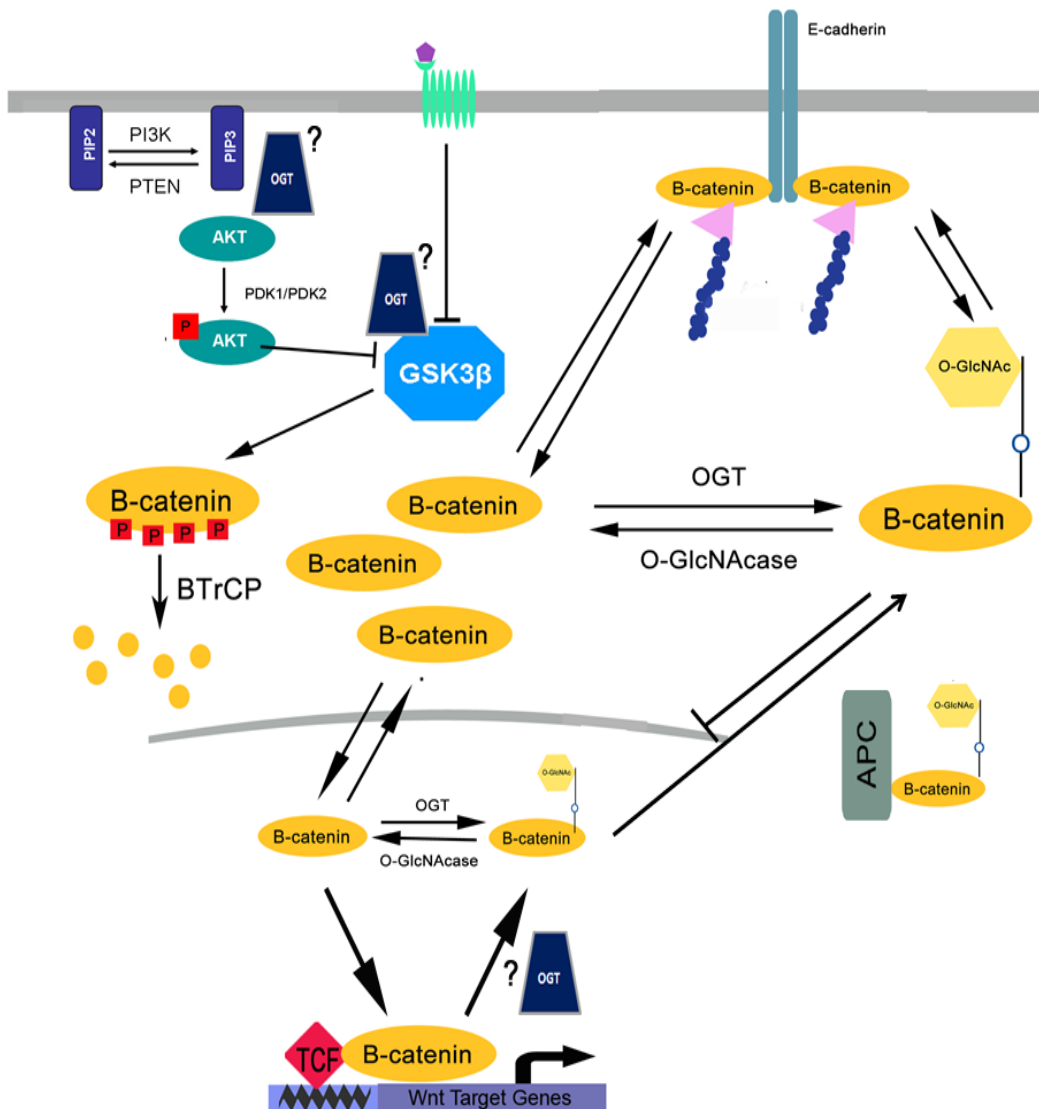 E-cadherin
PIP2
PI3K
PTEN
PIP3
OGT
?
AKT
PDK1/PDK2
P
AKT
OGT
?
GSK3β
B-catenin
B-catenin
O-GlcNAc
B-catenin
P P P P
BTrCP
B-catenin
B-catenin
B-catenin
OGT
O-GlcNAcase
B-catenin
O-GlcNAc
APC
B-catenin
O-GlcNAc
B-catenin
OGT
O-GlcNAcase
B-catenin
?
OGT
TCF
B-catenin
Wnt Target Genes